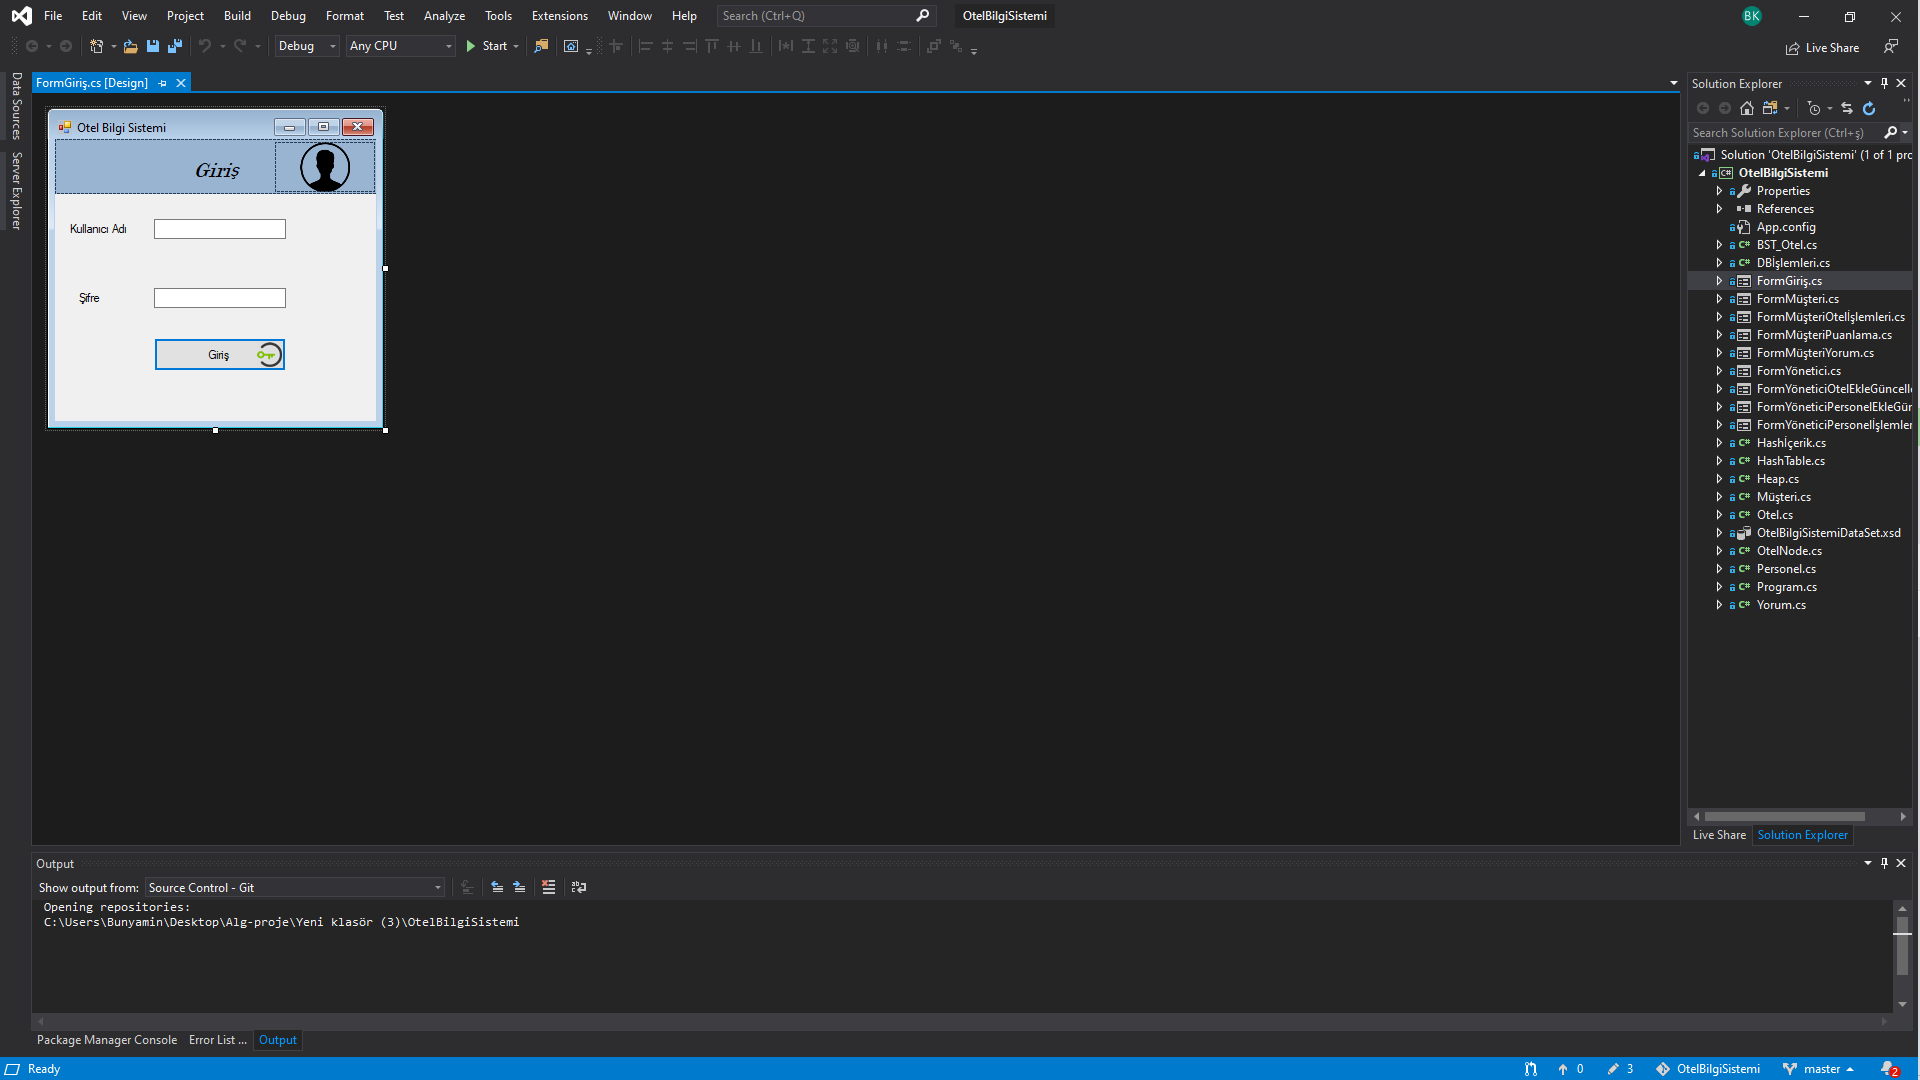 File Edit View Project Build Debug Format Test Analyze Tools Extensions Window Help Search (Ctrl+Q) OtelBilgiSistemi BK
Debug Any CPU Start Live Share
Data Sources
Server Explorer
FormGiriş.cs [Design]
Otel Bilgi Sistemi
Giriş
Kullanıcı Adı
Şifre
Giriş
Solution Explorer
Search Solution Explorer (Ctrl+ş)
Solution 'OtelBilgiSistemi' (1 of 1 pro
OtelBilgiSistemi
Properties
References
App.config
BST_Otel.cs
DBİşlemleri.cs
FormGiriş.cs
FormMüşteri.cs
FormMüşteriOtelİşlemleri.cs
FormMüşteriPuanlama.cs
FormMüşteriYorum.cs
FormYönetici.cs
FormYöneticiOtelEkleGüncelle
FormYöneticiPersonelEkleGün
FormYöneticiPersonelİşlemler
Hashİçerik.cs
HashTable.cs
Heap.cs
Müşteri.cs
Otel.cs
OtelBilgiSistemiDataSet.xsd
OtelNode.cs
Personel.cs
Program.cs
Yorum.cs
Live Share Solution Explorer
Output
Show output from: Source Control - Git
Opening repositories:
C:\Users\Bunyamin\Desktop\Alg-proje\Yeni klasör (3)\OtelBilgiSistemi
Package Manager Console Error List ... Output
Ready 0 3 OtelBilgiSistemi master 2